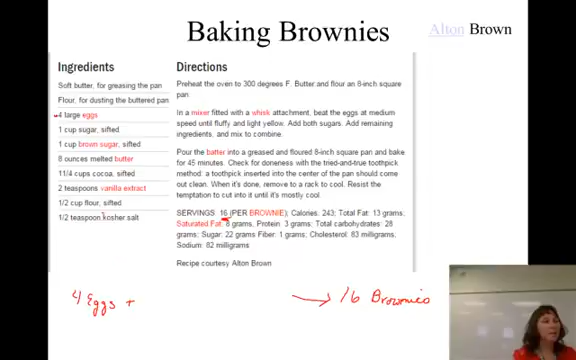 Baking Brownies
Alton Brown
Ingredients
Soft butter, for greasing the pan
Flour, for dusting the buttered pan
4 large eggs
1 cup sugar, sifted
1 cup brown sugar, sifted
8 ounces melted butter
11/4 cups cocoa, sifted
2 teaspoons vanilla extract
1/2 cup flour, sifted
1/2 teaspoon kosher salt
Directions
Preheat the oven to 300 degrees F. Butter and flour an 8-inch square
pan.
In a mixer fitted with a whisk attachment, beat the eggs at medium
speed until fluffy and light yellow. Add both sugars. Add remaining
ingredients, and mix to combine.
Pour the batter into a greased and floured 8-inch square pan and bake
for 45 minutes. Check for doneness with the tried-and-true toothpick
method: a toothpick inserted into the center of the pan should come
out clean. When it's done, remove to a rack to cool. Resist the
temptation to cut into it until it's mostly cool.
SERVINGS: 16 (PER BROWNIE); Calories: 243; Total Fat: 13 grams;
Saturated Fat: 8 grams; Protein: 3 grams; Total carbohydrates: 28
grams; Sugar: 22 grams Fiber: 1 grams; Cholesterol: 83 milligrams;
Sodium: 82 milligrams
Recipe courtesy Alton Brown
4 Eggs + → 16 Brownies